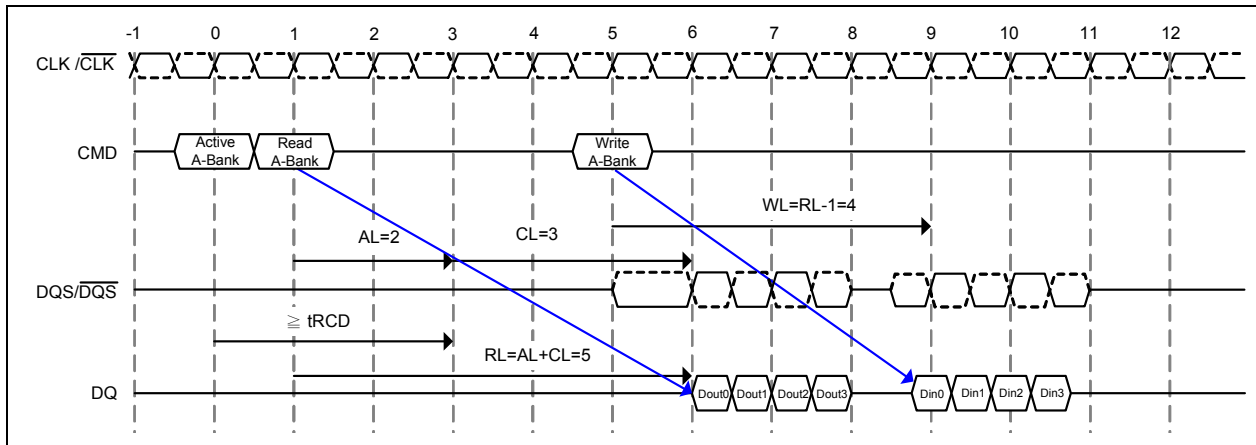 -1 0 1 2 3 4 5 6 7 8 9 10 11 12
CLK /C̅L̅K̅
CMD
Active
A-Bank
Read
A-Bank
Write
A-Bank
WL=RL-1=4
AL=2
CL=3
DQS/D̅Q̅S̅
≧ tRCD
RL=AL+CL=5
DQ
Dout0 Dout1 Dout2 Dout3 Din0 Din1 Din2 Din3